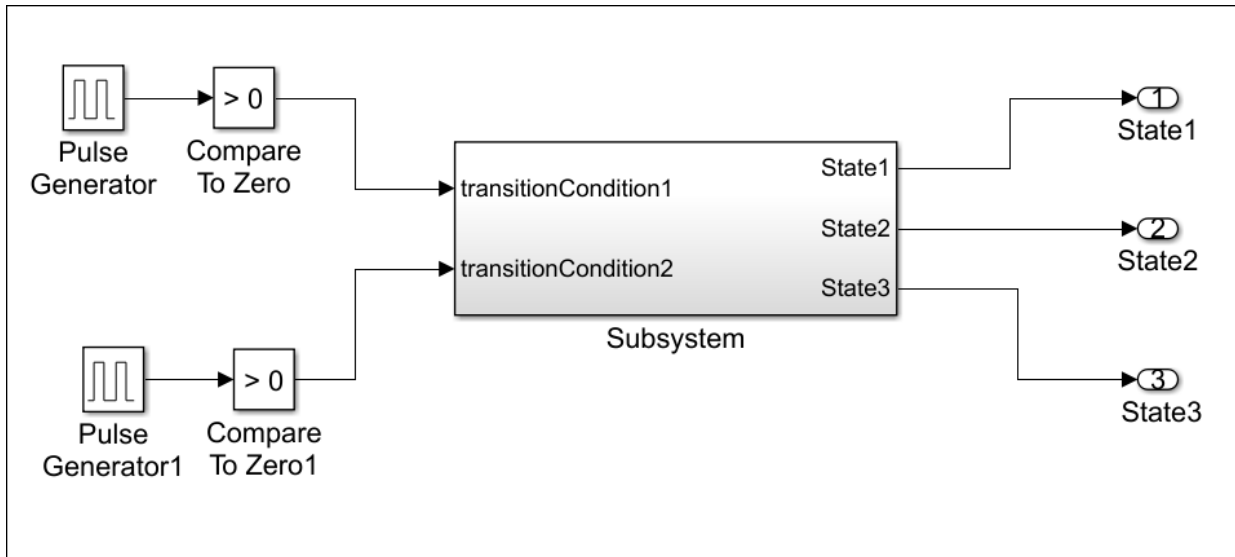 > 0
Pulse
Generator
Compare
To Zero
transitionCondition1
transitionCondition2
State1
State2
State3
Subsystem
1
State1
2
State2
3
State3
> 0
Pulse
Generator1
Compare
To Zero1